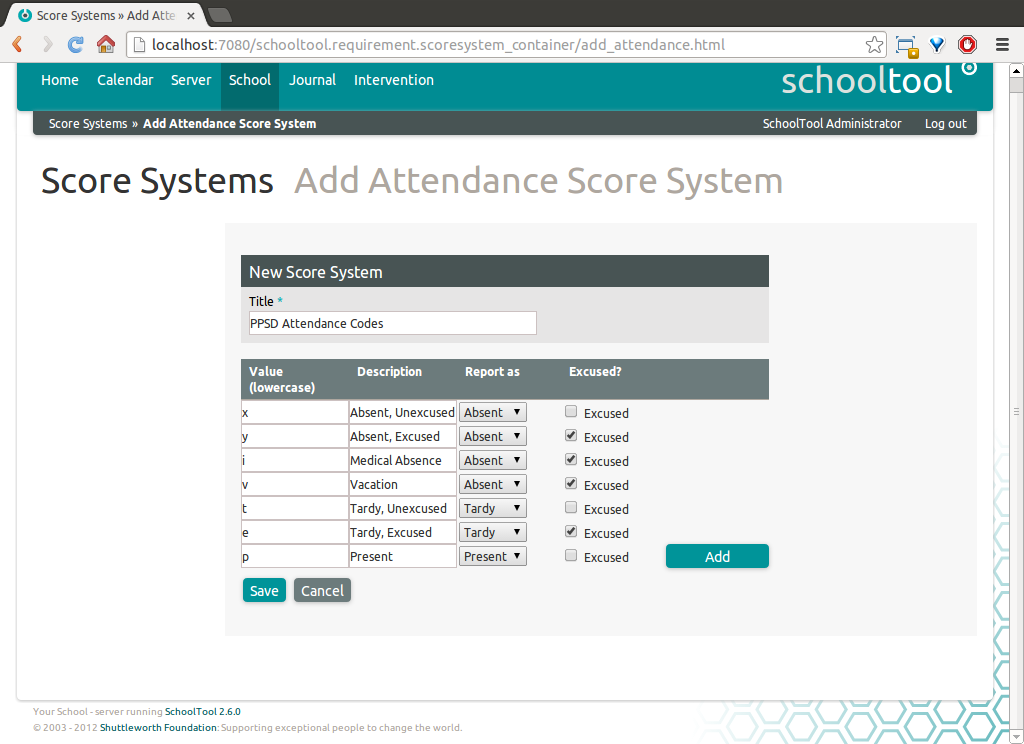 Score Systems » Add Atte
localhost:7080/schooltool.requirement.scoresystem_container/add_attendance.html
Home Calendar Server School Journal Intervention schooltool
Score Systems » Add Attendance Score System SchoolTool Administrator Log out
Score Systems Add Attendance Score System
New Score System
Title *
PPSD Attendance Codes
Value Description Report as Excused?
(lowercase)
x Absent, Unexcused Absent Excused
y Absent, Excused Absent Excused
i Medical Absence Absent Excused
v Vacation Absent Excused
t Tardy, Unexcused Tardy Excused
e Tardy, Excused Tardy Excused
p Present Present Excused Add
Save Cancel
Your School - server running SchoolTool 2.6.0
© 2003 - 2012 Shuttleworth Foundation: Supporting exceptional people to change the world.